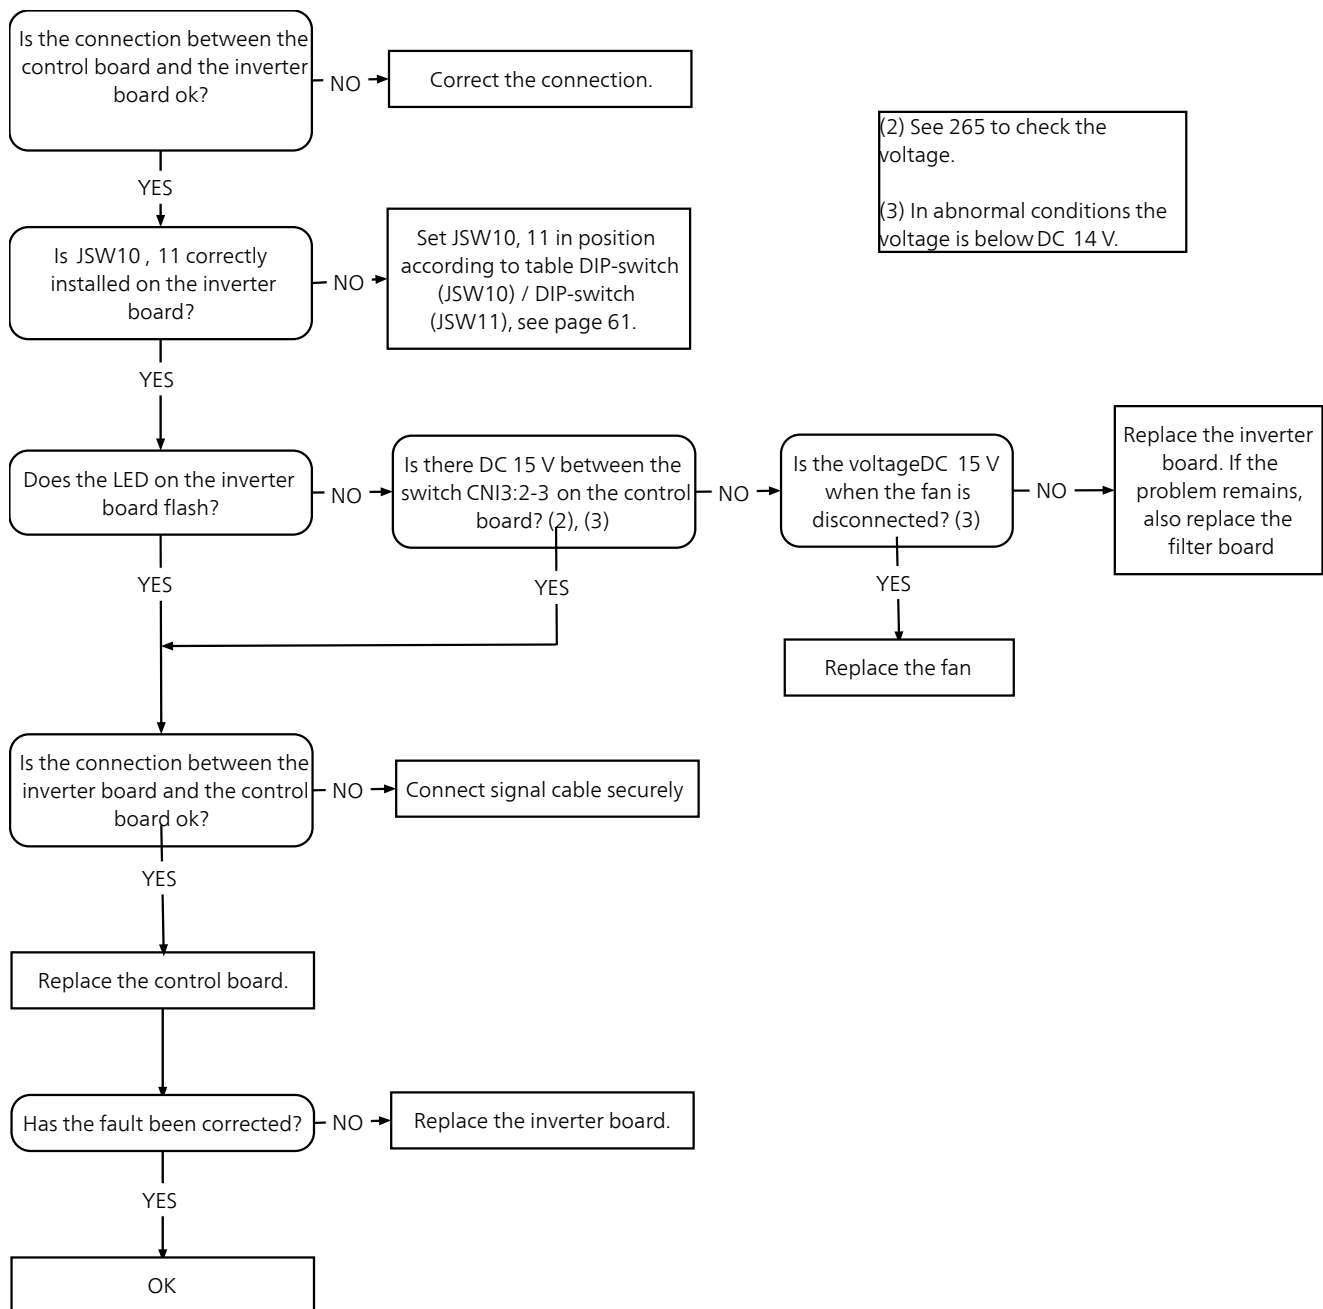 Is the connection between the
control board and the inverter
board ok?
NO
Correct the connection.
(2) See 265 to check the
voltage.
(3) In abnormal conditions the
voltage is below DC 14 V.
YES
Is JSW10 , 11 correctly
installed on the inverter
board?
NO
Set JSW10, 11 in position
according to table DIP-switch
(JSW10) / DIP-switch
(JSW11), see page 61.
YES
Does the LED on the inverter
board flash?
NO
Is there DC 15 V between the
switch CNI3:2-3 on the control
board? (2), (3)
NO
Is the voltageDC 15 V
when the fan is
disconnected? (3)
NO
Replace the inverter
board. If the
problem remains,
also replace the
filter board
YES
YES
YES
Replace the fan
Is the connection between the
inverter board and the control
board ok?
NO
Connect signal cable securely
YES
Replace the control board.
Has the fault been corrected?
NO
Replace the inverter board.
YES
OK